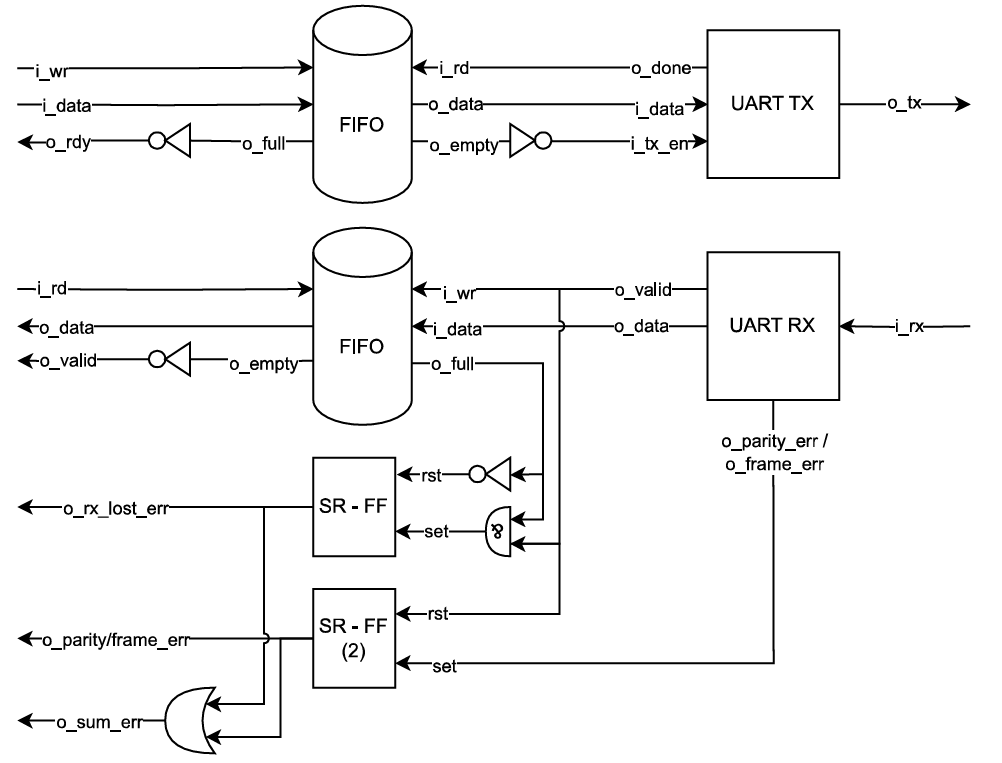 i_wr
i_rd
o_done
i_data
FIFO
o_data
i_data
UART TX
o_tx
o_rdy
o_full
o_empty
i_tx_en
i_rd
i_wr
o_valid
o_data
FIFO
i_data
o_data
UART RX
i_rx
o_valid
o_empty
o_full
o_parity_err /
o_frame_err
rst
o_rx_lost_err
SR - FF
set
&
rst
o_parity/frame_err
SR - FF
(2)
set
o_sum_err